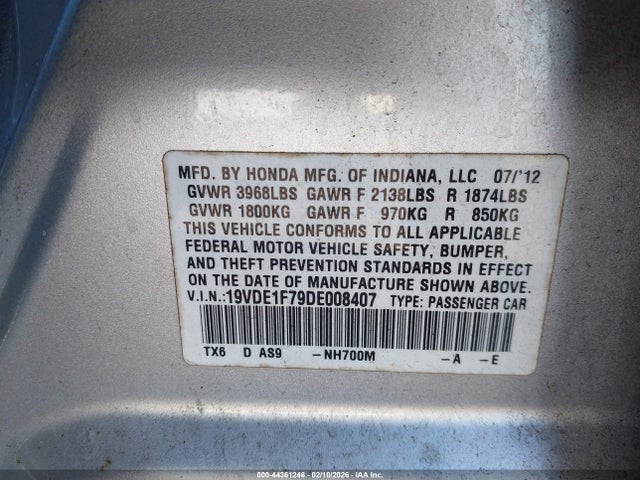 MFD. BY HONDA MFG. OF INDIANA, LLC 07/'12
GVWR 3968LBS GAWR F 2138LBS R 1874LBS
GVWR 1800KG GAWR F 970KG R 850KG
THIS VEHICLE CONFORMS TO ALL APPLICABLE
FEDERAL MOTOR VEHICLE SAFETY, BUMPER,
AND THEFT PREVENTION STANDARDS IN EFFECT
ON THE DATE OF MANUFACTURE SHOWN ABOVE.
V.I.N.:19VDE1F79DE008407 TYPE: PASSENGER CAR
TX6 D AS9 -NH700M -A -E
000-44361246 - 02/10/2026 - COPART/IAA